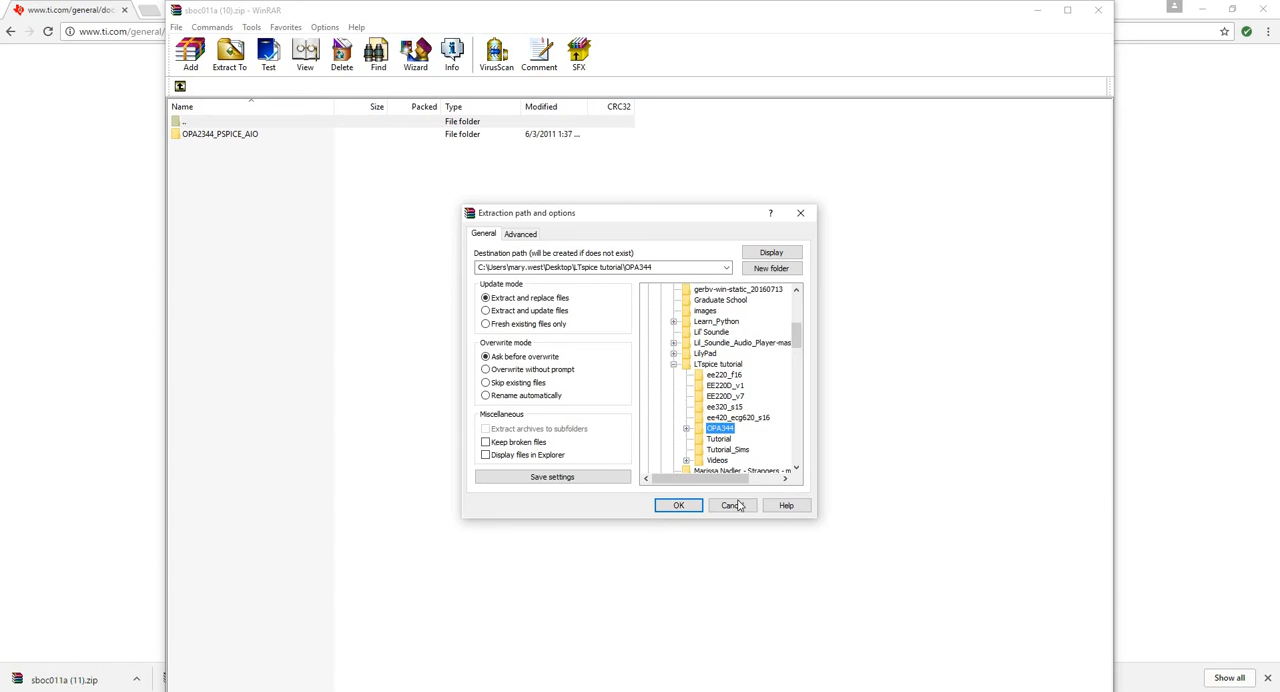 www.ti.com/general/doc
sboc011a (10).zip - WinRAR
www.ti.com/general/
File Commands Tools Favorites Options Help
Add Extract To Test View Delete Find Wizard Info VirusScan Comment SFX
Name Size Packed Type Modified CRC32
.. File folder
OPA2344_PSPICE_AIO File folder 6/3/2011 1:37 ...
Extraction path and options
General Advanced
Destination path (will be created if does not exist)
Display
C:\Users\mary.west\Desktop\LTspice tutorial\OPA344
New folder
Update mode
Extract and replace files
Extract and update files
Fresh existing files only
Overwrite mode
Ask before overwrite
Overwrite without prompt
Skip existing files
Rename automatically
Miscellaneous
Extract archives to subfolders
Keep broken files
Display files in Explorer
Save settings
gerbv-win-static_20160713
Graduate School
images
Learn_Python
Lil' Soundie
Lil_Soundie_Audio_Player-mas
LilyPad
LTspice tutorial
ee220_f16
EE220D_v1
EE220D_v7
ee320_s15
ee420_ecg620_s16
OPA344
Tutorial
Tutorial_Sims
Videos
Marissa Nadler - Strangers - m
OK Cancel Help
sboc011a (11).zip
Show all